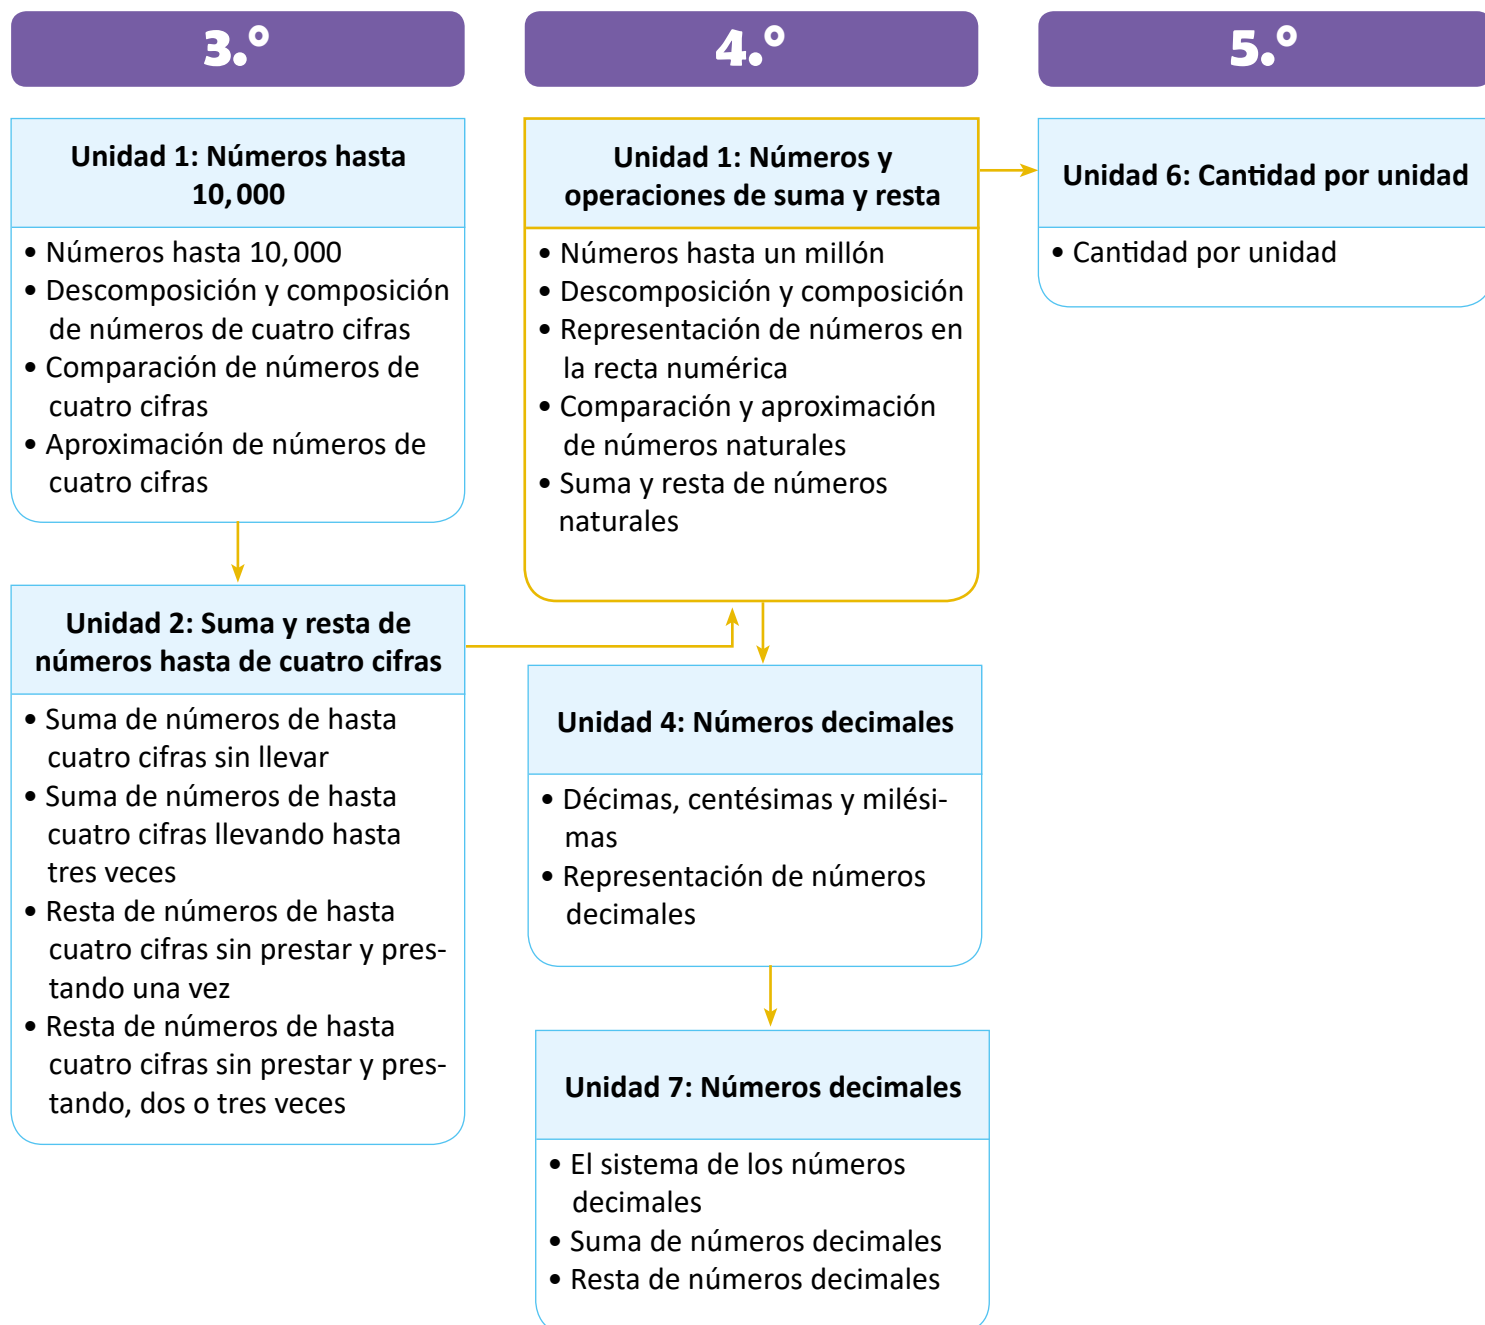 3.º
4.º
5.º
Unidad 1: Números hasta
10,000
• Números hasta 10,000
• Descomposición y composición
de números de cuatro cifras
• Comparación de números de
cuatro cifras
• Aproximación de números de
cuatro cifras
Unidad 2: Suma y resta de
números hasta de cuatro cifras
• Suma de números de hasta
cuatro cifras sin llevar
• Suma de números de hasta
cuatro cifras llevando hasta
tres veces
• Resta de números de hasta
cuatro cifras sin prestar y pres-
tando una vez
• Resta de números de hasta
cuatro cifras sin prestar y pres-
tando, dos o tres veces
Unidad 1: Números y
operaciones de suma y resta
• Números hasta un millón
• Descomposición y composición
• Representación de números en
la recta numérica
• Comparación y aproximación
de números naturales
• Suma y resta de números
naturales
Unidad 4: Números decimales
• Décimas, centésimas y milési-
mas
• Representación de números
decimales
Unidad 7: Números decimales
• El sistema de los números
decimales
• Suma de números decimales
• Resta de números decimales
Unidad 6: Cantidad por unidad
• Cantidad por unidad